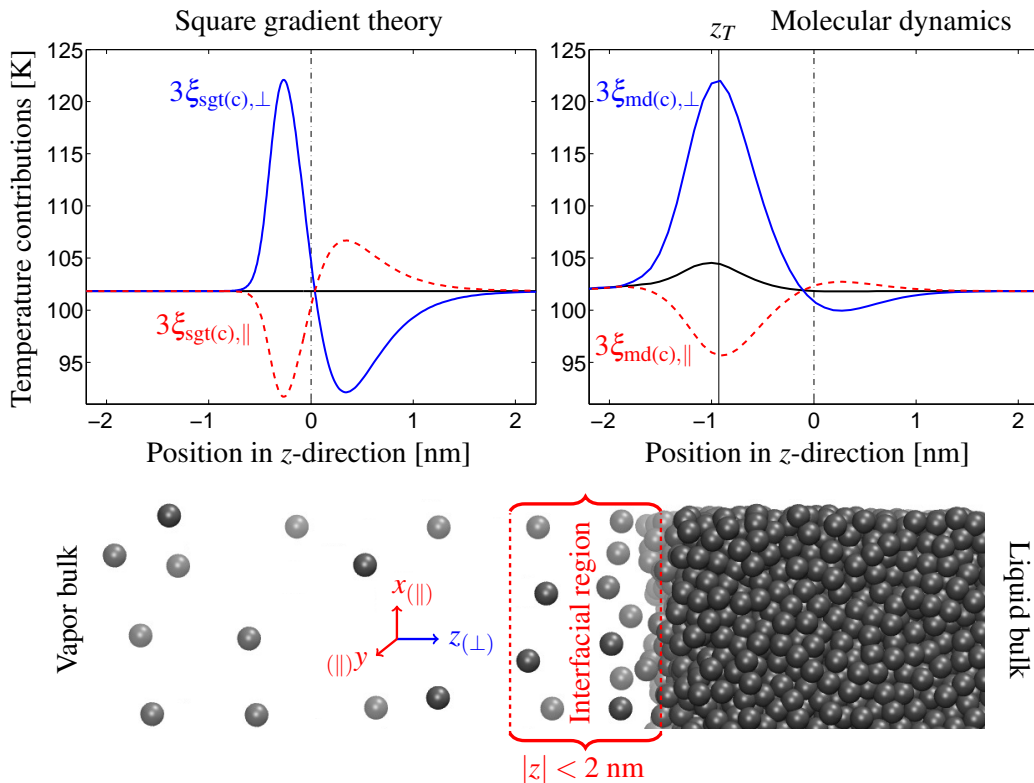 Square gradient theory
z_T
Molecular dynamics
Temperature contributions [K]
125
120
115
110
105
100
95
3ξ_sgt(c),⊥
3ξ_sgt(c),∥
−2
−1
0
1
2
Position in z-direction [nm]
125
120
115
110
105
100
95
3ξ_md(c),⊥
3ξ_md(c),∥
−2
−1
0
1
2
Position in z-direction [nm]
Vapor bulk
x(∥)
z(⊥)
(∥)y
Interfacial region
Liquid bulk
|z| < 2 nm